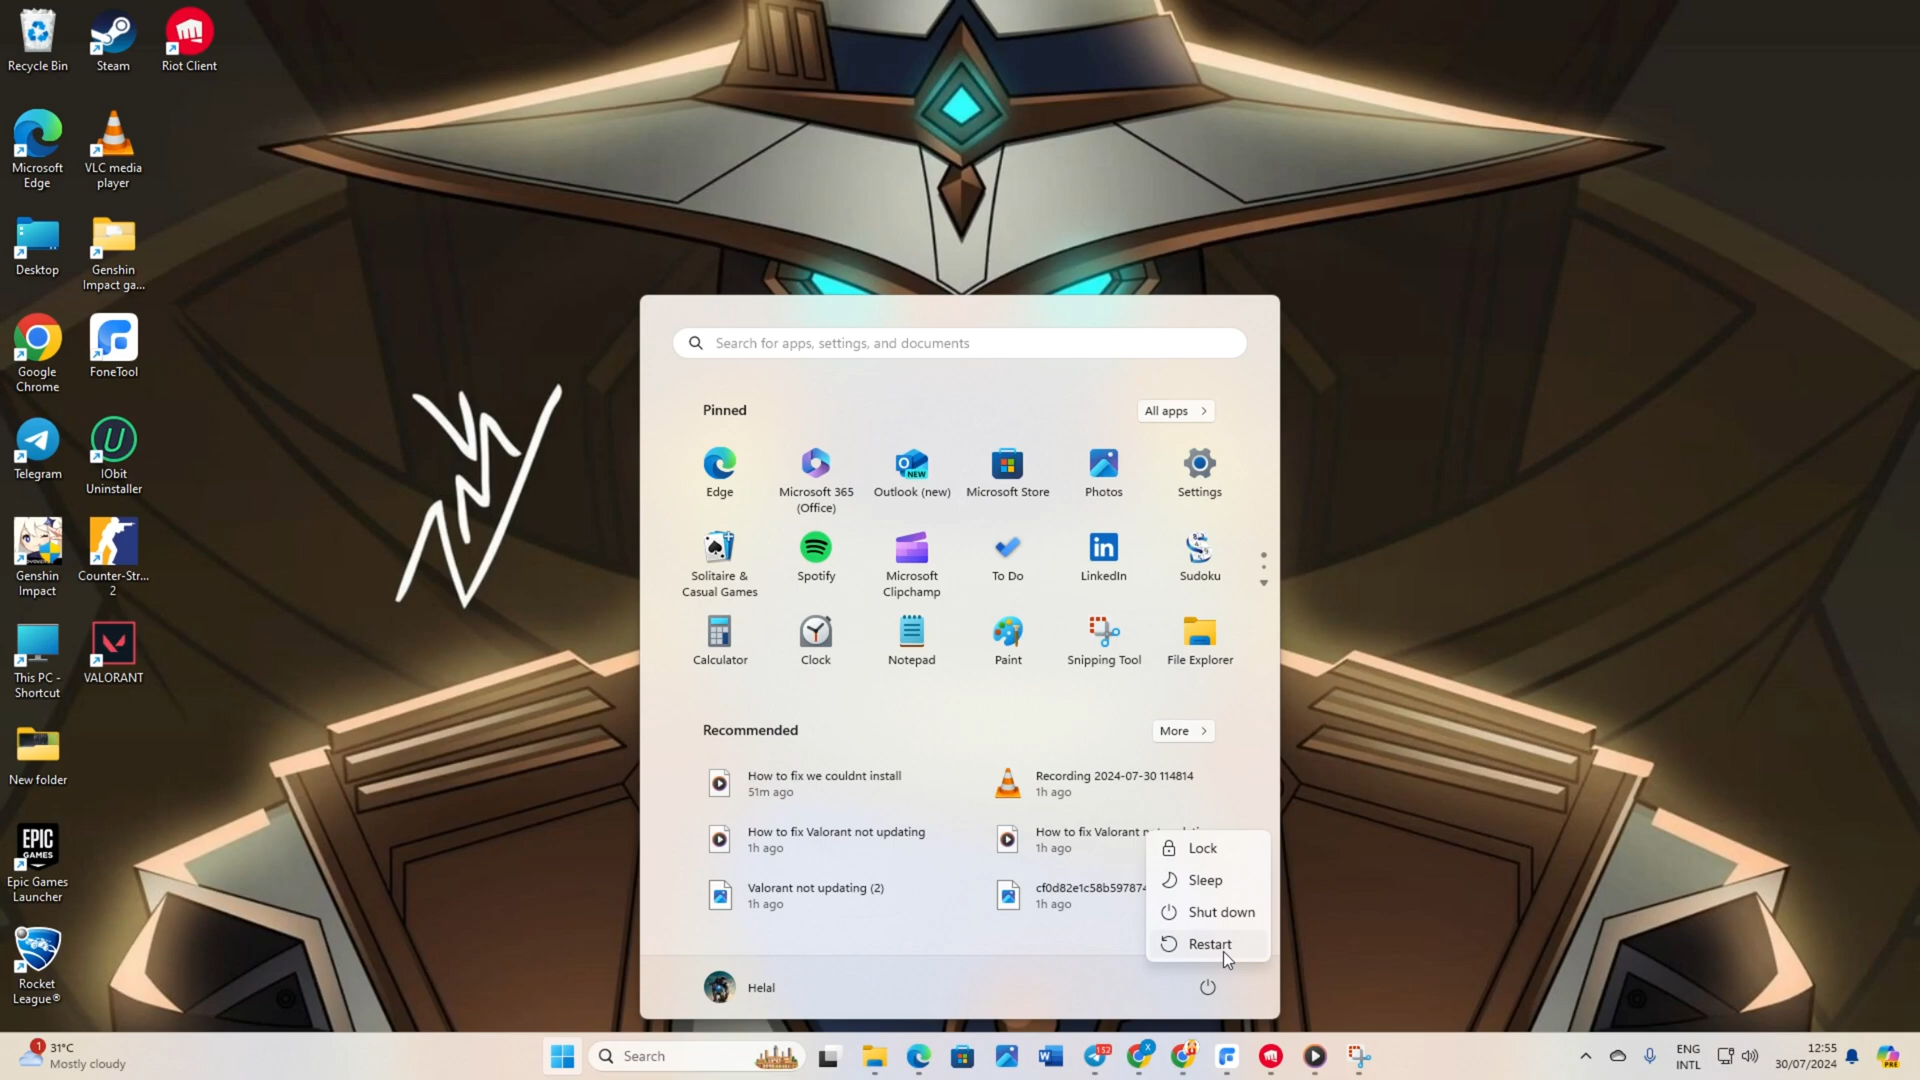 Recycle Bin
Steam
Riot Client
Microsoft
Edge
VLC media
player
Desktop
Genshin
Impact ga...
Google
Chrome
FoneTool
Telegram
IObit
Uninstaller
Genshin
Impact
Counter-Str...
2
This PC -
Shortcut
VALORANT
New folder
EPIC
GAMES
Epic Games
Launcher
Rocket
League®
Search for apps, settings, and documents
Pinned
All apps
Edge
Microsoft 365
(Office)
NEW
Outlook (new)
Microsoft Store
Photos
Settings
Solitaire &
Casual Games
Spotify
Microsoft
Clipchamp
To Do
in
LinkedIn
Sudoku
Calculator
Clock
Notepad
Paint
Snipping Tool
File Explorer
Recommended
More
How to fix we couldnt install
51m ago
Recording 2024-07-30 114814
1h ago
How to fix Valorant not updating
1h ago
How to fix Valorant
1h ago
Valorant not updating (2)
1h ago
cf0d82e1c58b59787
1h ago
Lock
Sleep
Shut down
Restart
Helal
1
31°C
Mostly cloudy
Search
152
X
ENG
INTL
12:55
30/07/2024
PRE